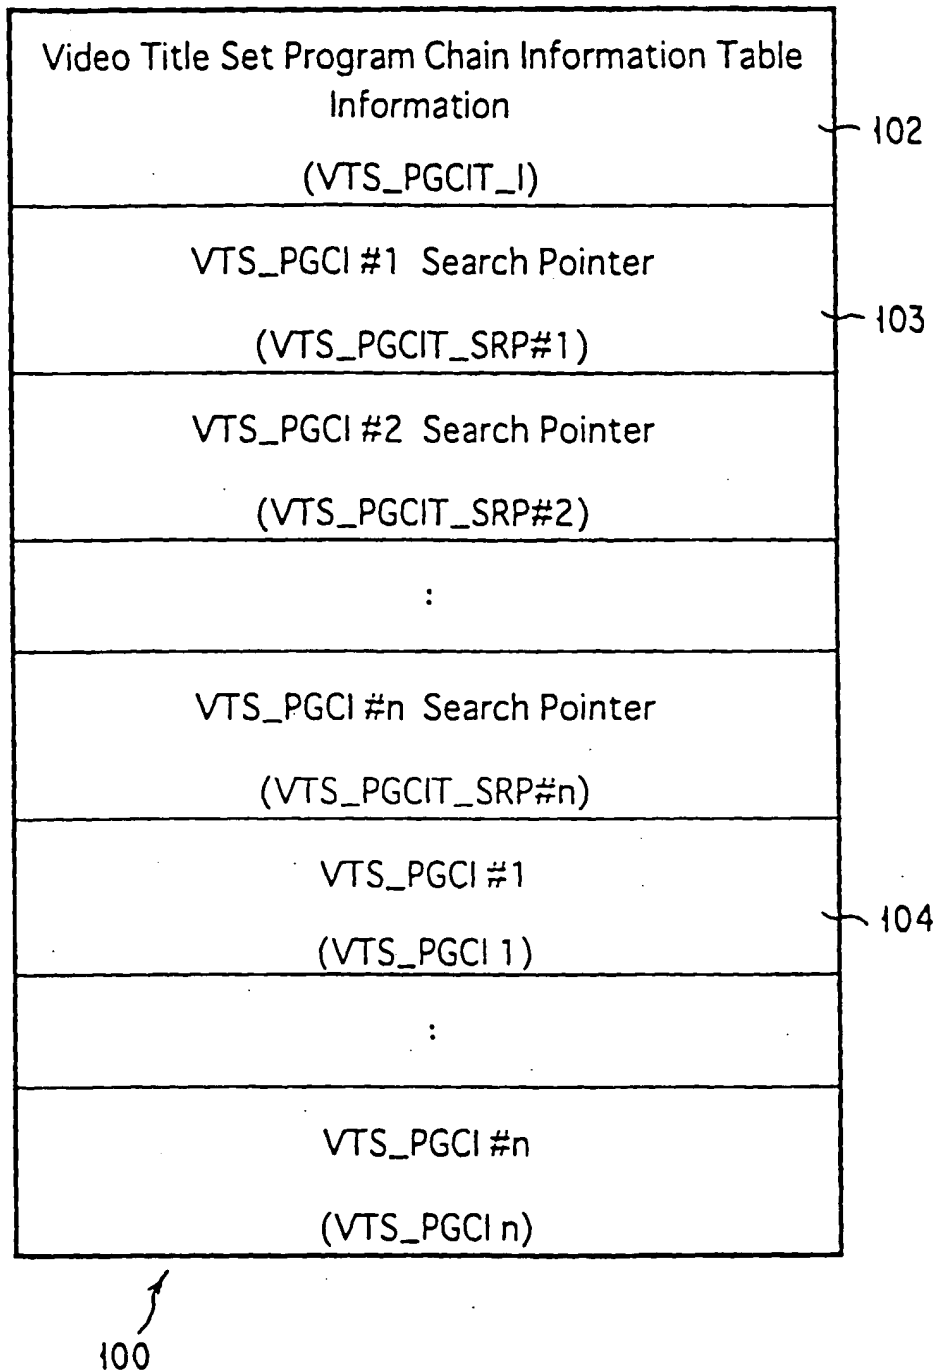 Video Title Set Program Chain Information Table
Information
(VTS_PGCIT_I)
102
VTS_PGCI #1 Search Pointer
(VTS_PGCIT_SRP#1)
103
VTS_PGCI #2 Search Pointer
(VTS_PGCIT_SRP#2)
:
VTS_PGCI #n Search Pointer
(VTS_PGCIT_SRP#n)
VTS_PGCI #1
(VTS_PGCI 1)
104
:
VTS_PGCI #n
(VTS_PGCI n)
100